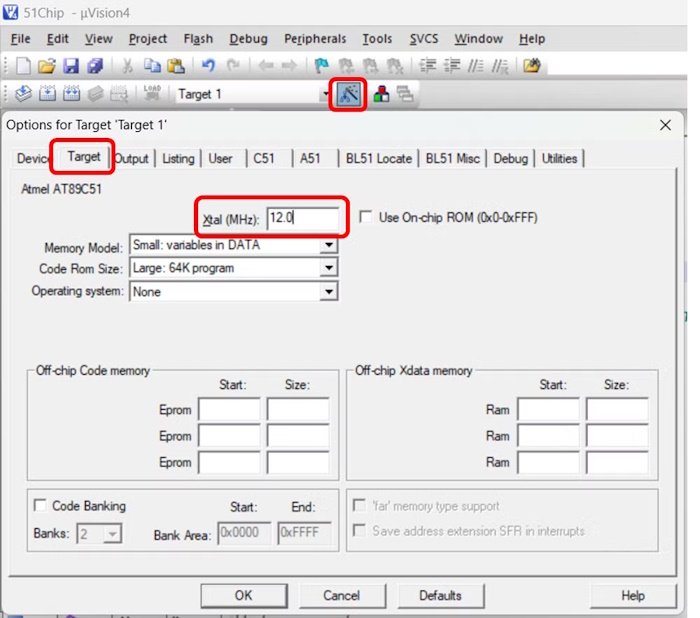 51Chip - µVision4
File Edit View Project Flash Debug Peripherals Tools SVCS Window Help
LOAD Target 1
Options for Target 'Target 1'
Device Target Output Listing User C51 A51 BL51 Locate BL51 Misc Debug Utilities
Atmel AT89C51
Xtal (MHz): 12.0 Use On-chip ROM (0x0-0xFFF)
Memory Model: Small: variables in DATA
Code Rom Size: Large: 64K program
Operating system: None
Off-chip Code memory Off-chip Xdata memory
Start: Size: Start: Size:
Eprom Ram
Eprom Ram
Eprom Ram
Code Banking Start: End: 'far' memory type support
Banks: 2 Bank Area: 0x0000 0xFFFF Save address extension SFR in interrupts
OK Cancel Defaults Help